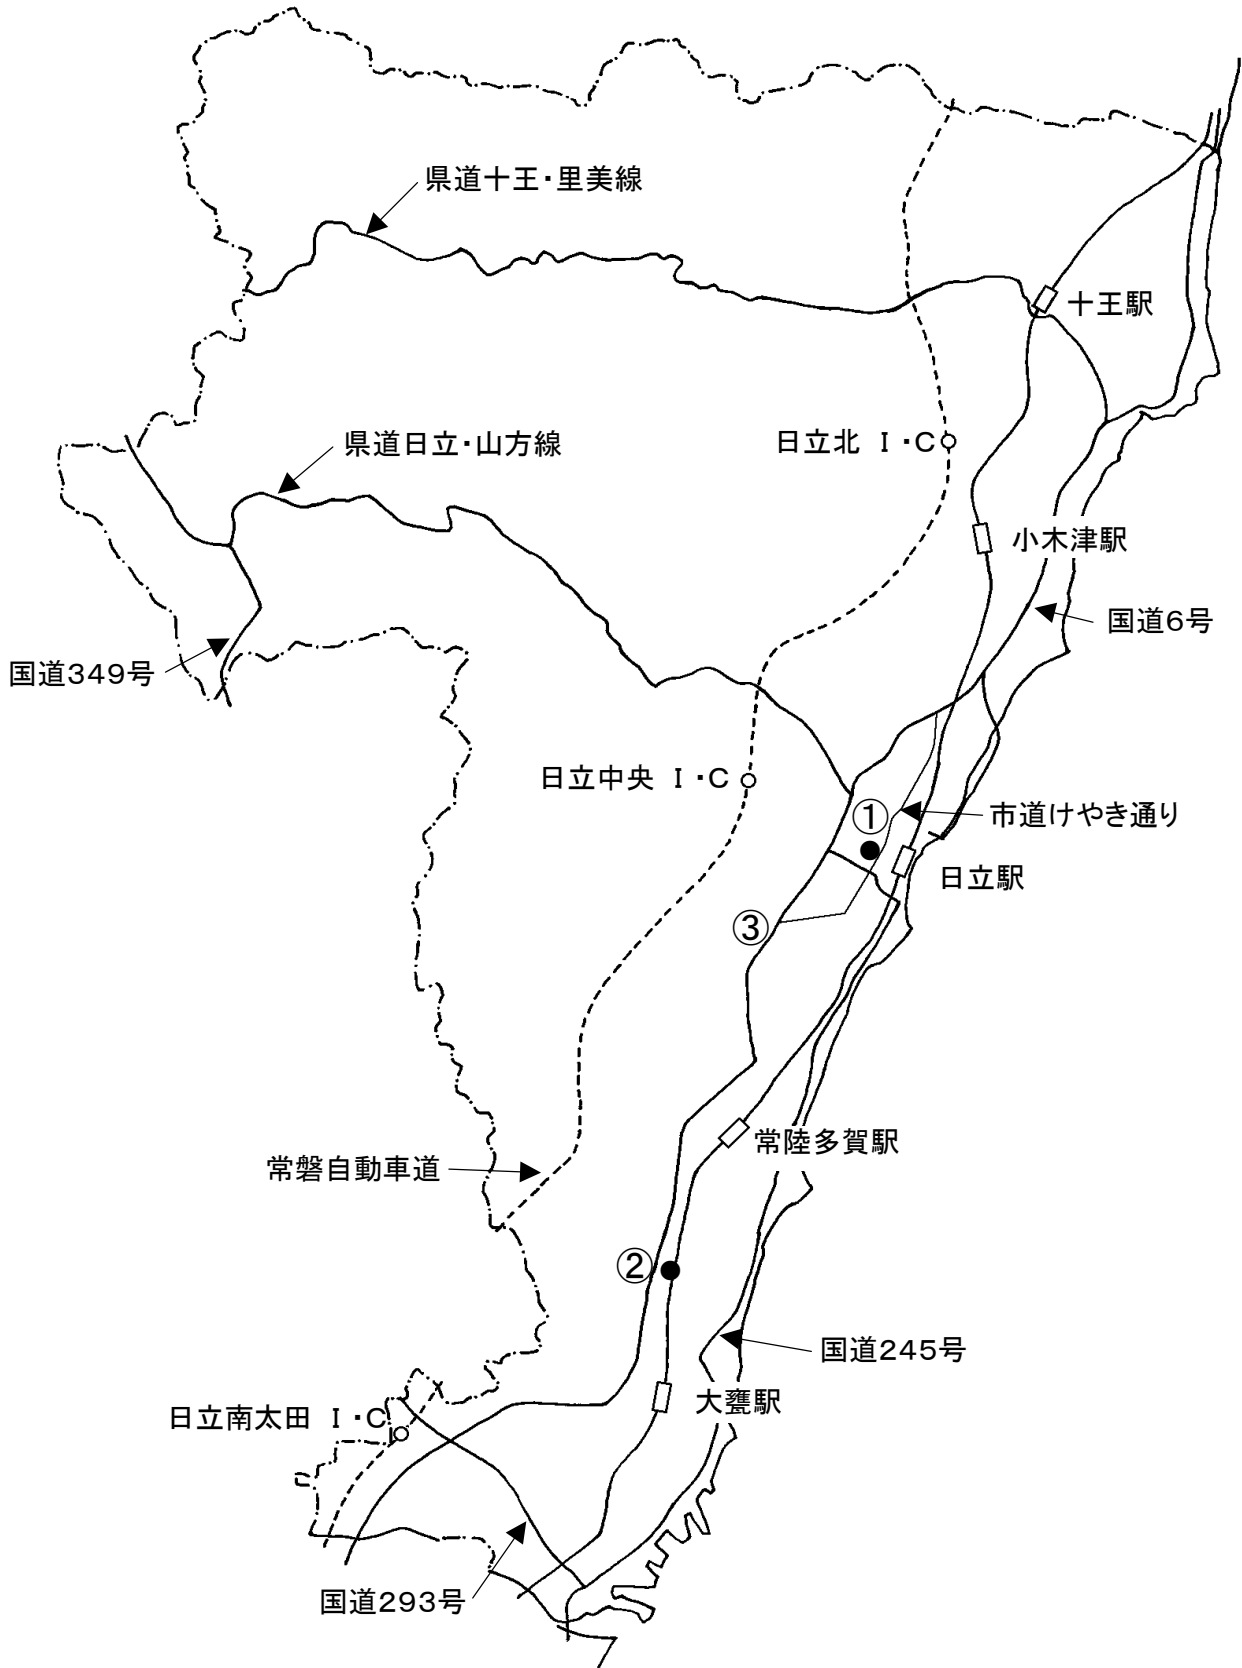 県道十王・里美線
十王駅
日立北 I・C
県道日立・山方線
小木津駅
国道6号
国道349号
日立中央 I・C
①
市道けやき通り
日立駅
③
常陸多賀駅
常磐自動車道
②
国道245号
大甕駅
日立南太田 I・C
国道293号